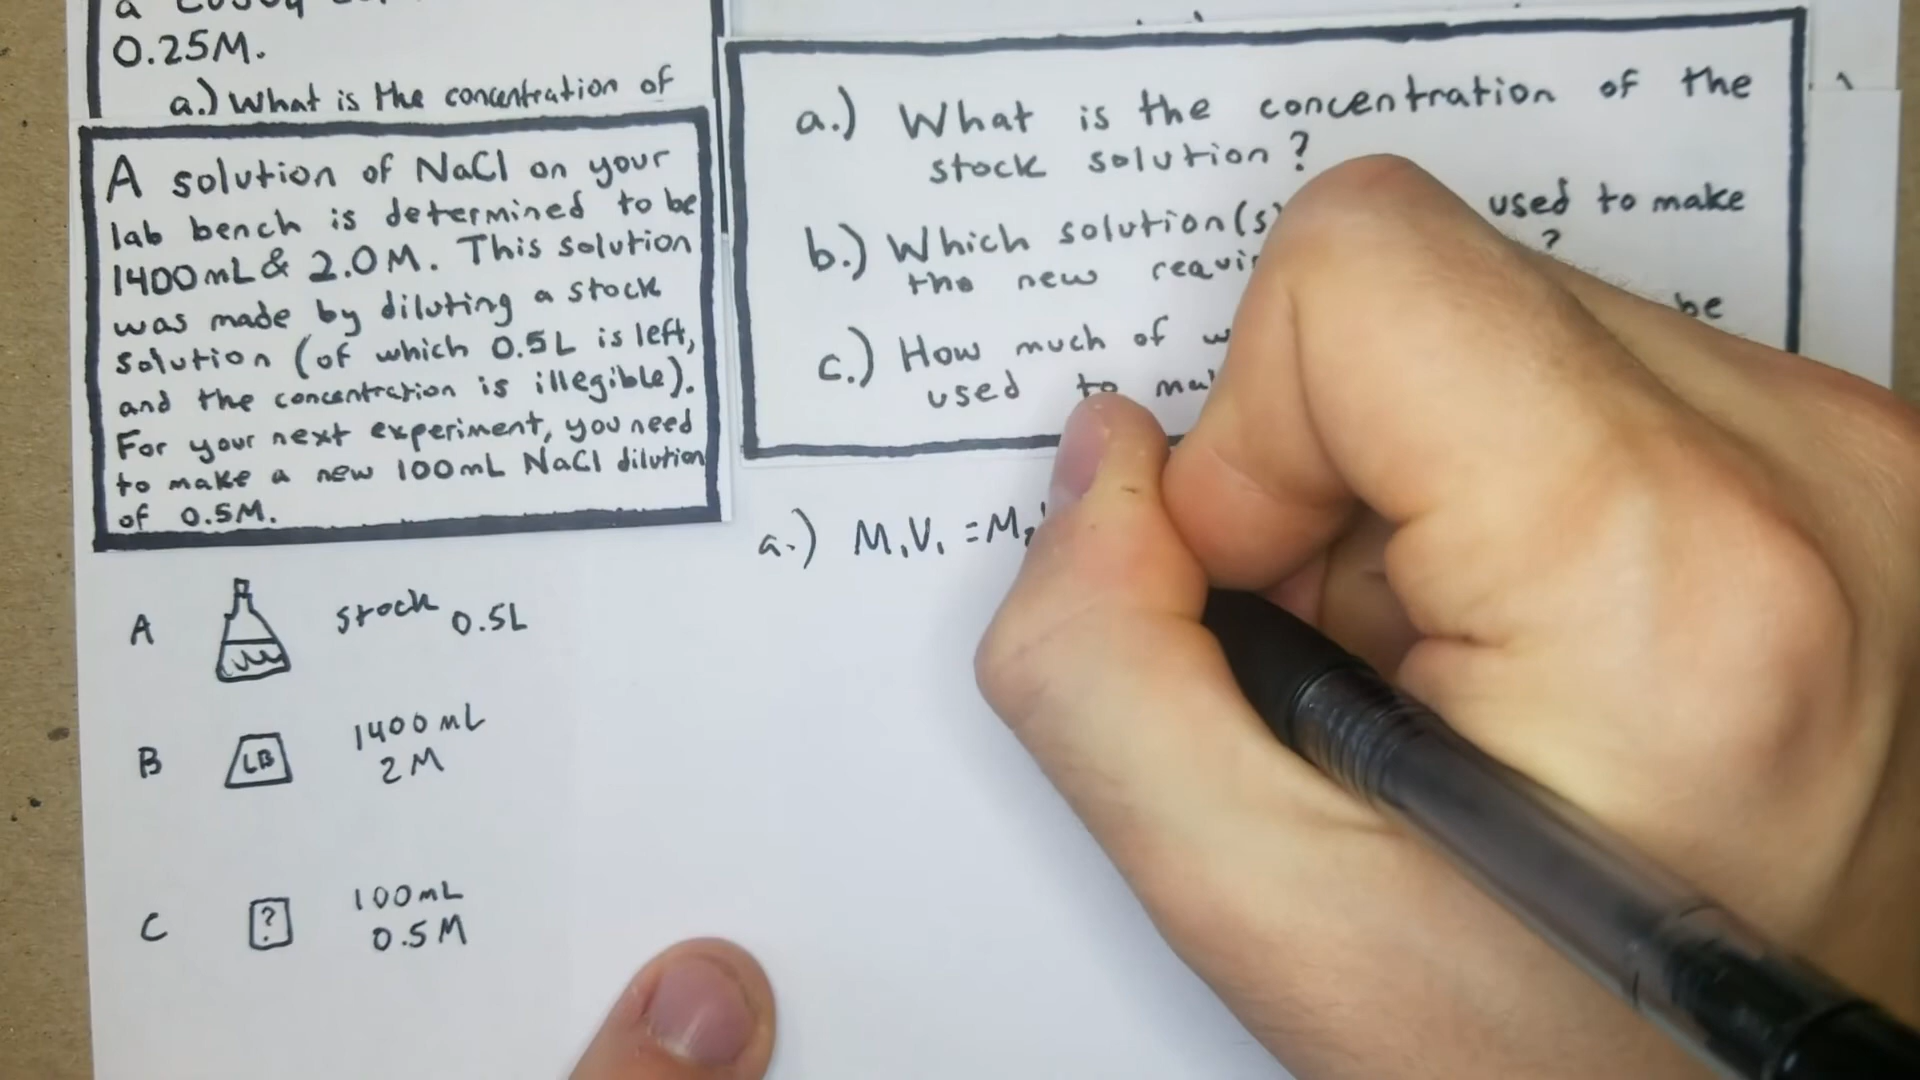 0.25M.
a.) What is the concentration of
A solution of NaCl on your
lab bench is determined to be
1400mL & 2.0M. This solution
was made by diluting a stock
solution (of which 0.5L is left,
and the concentration is illegible).
For your next experiment, you need
to make a new 100mL NaCl dilution
of 0.5M.
a.) What is the concentration of the
stock solution?
b.) Which solution(s) used to make
the new ?
c.) How much of be
used to
a.) M₁V₁ = M₂
A stock 0.5L
B LB 1400 mL
2M
C ? 100mL
0.5M